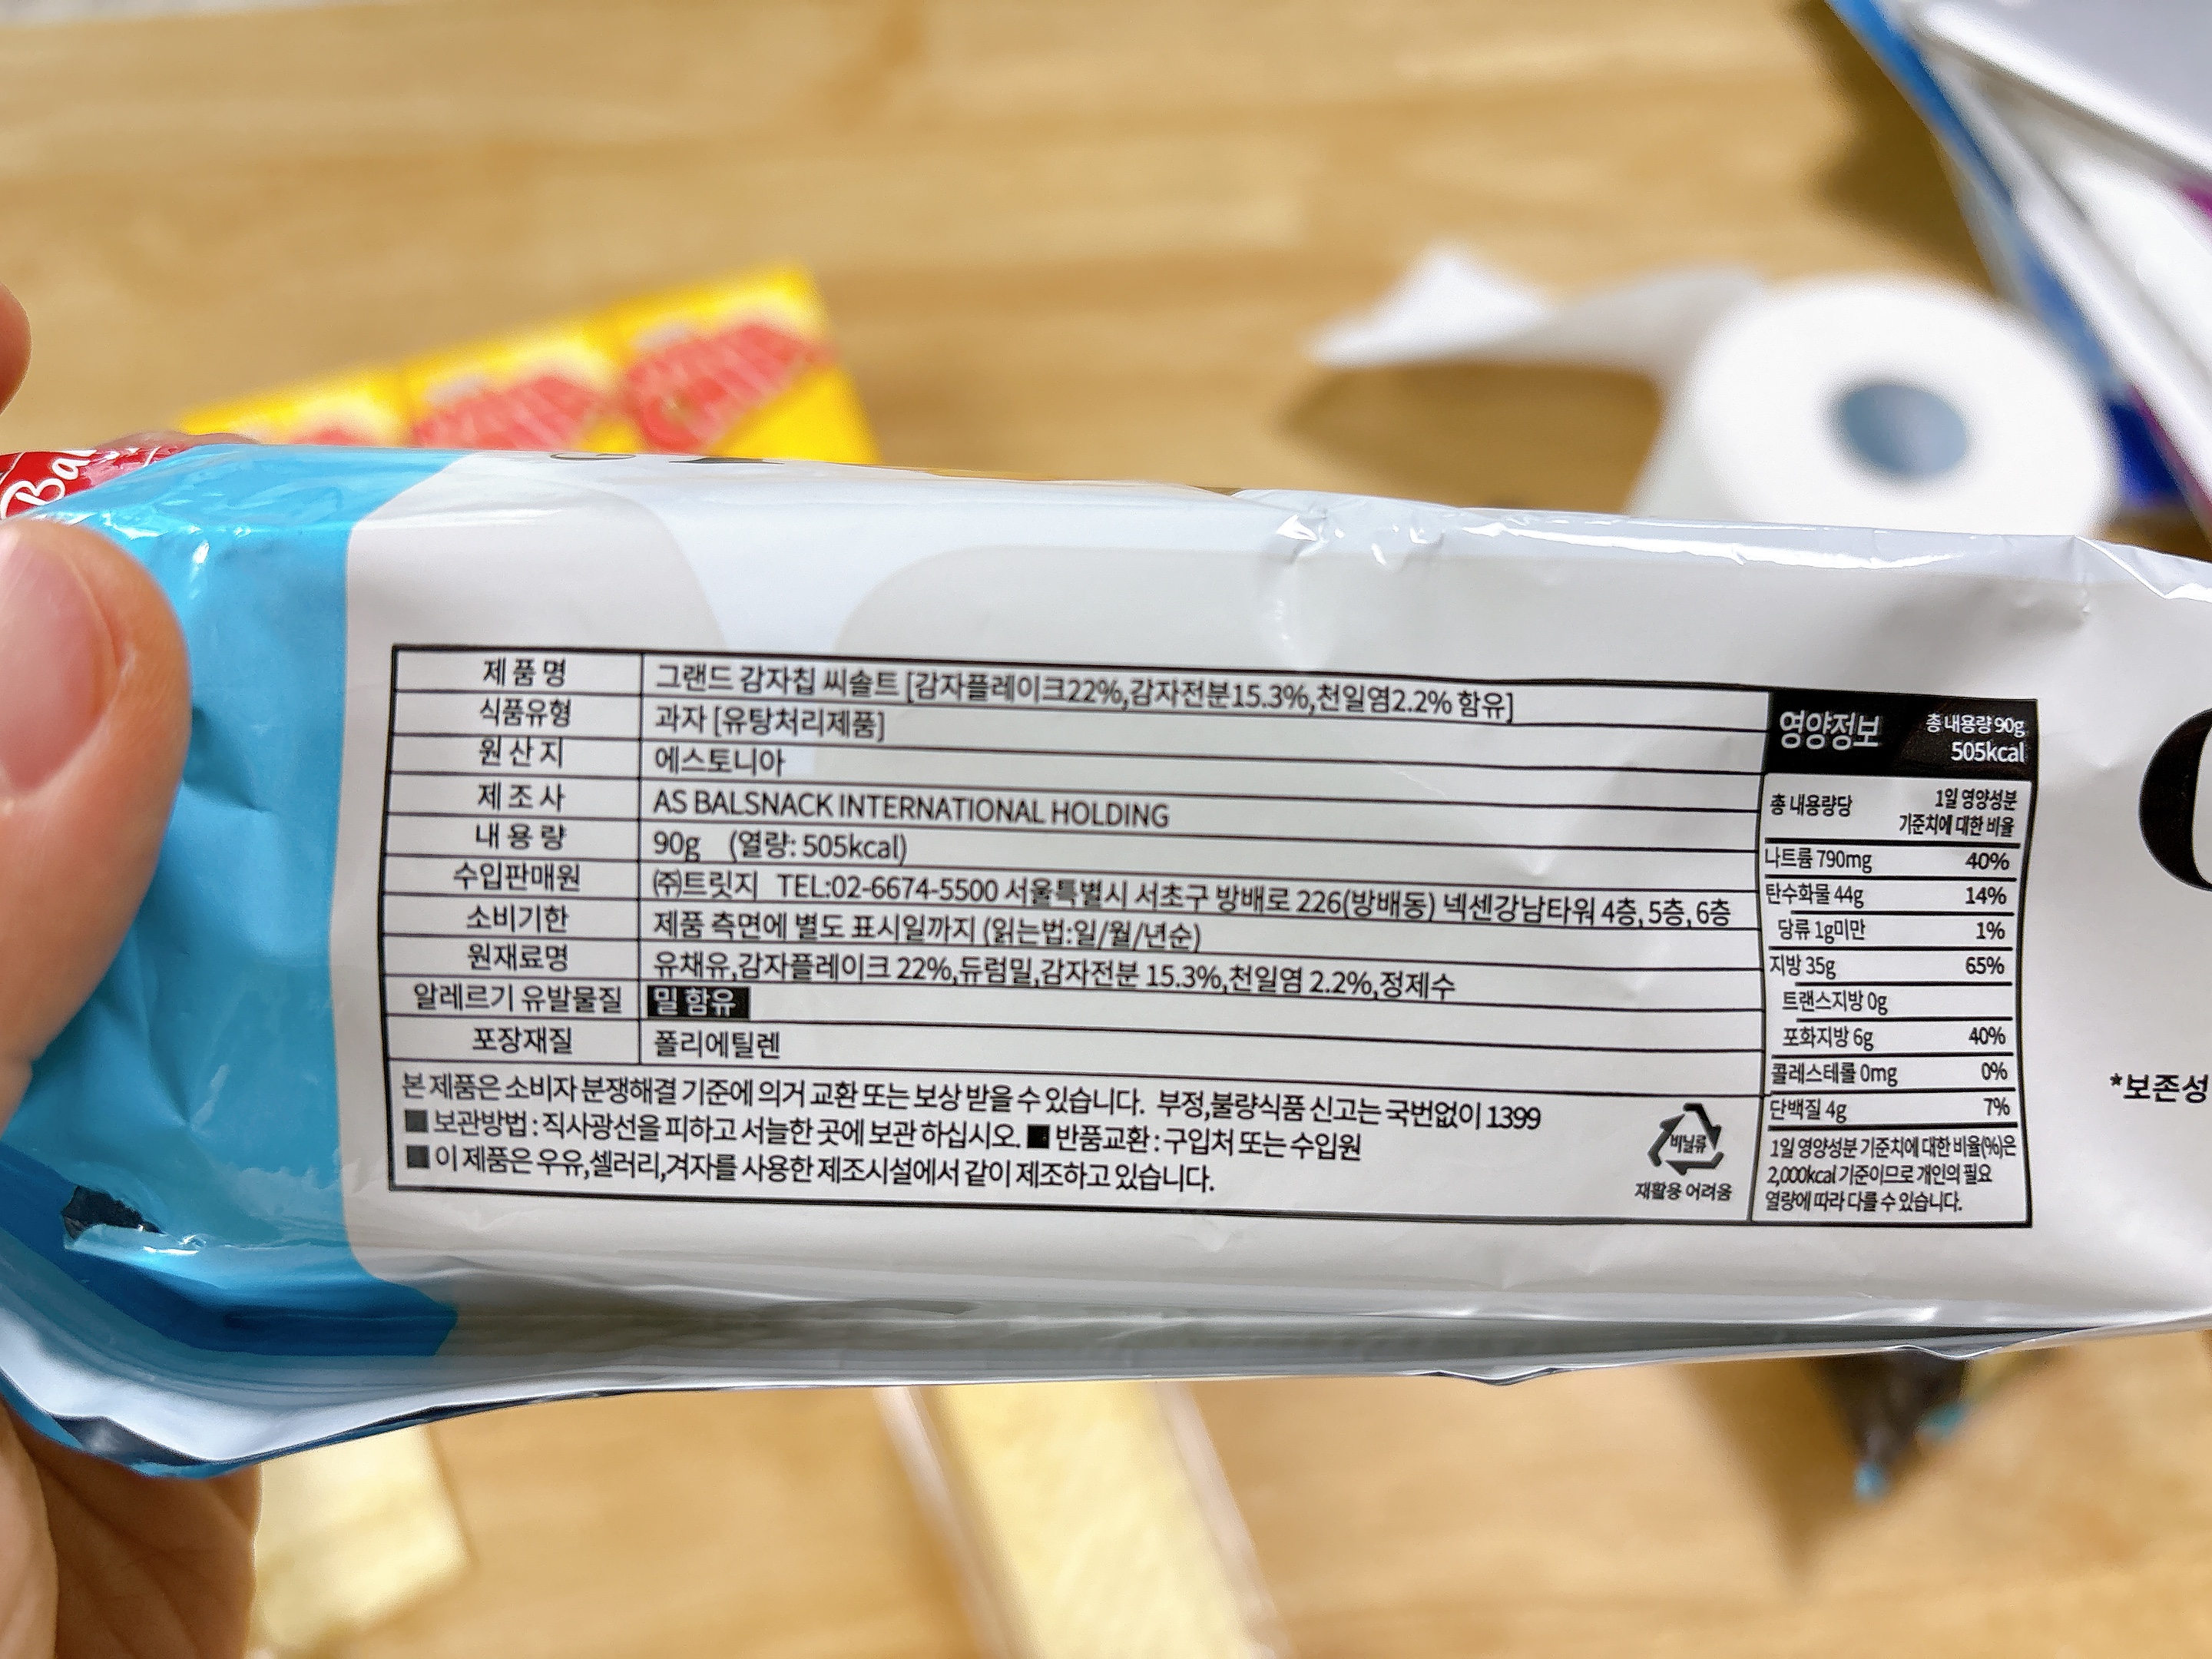 Bal
제품명 그랜드 감자칩 씨솔트 [감자플레이크22%,감자전분15.3%,천일염2.2% 함유]
식품유형 과자 [유탕처리제품]
원산지 에스토니아
제조사 AS BALSNACK INTERNATIONAL HOLDING
내용량 90g (열량: 505kcal)
수입판매원 ㈜트릿지 TEL:02-6674-5500 서울특별시 서초구 방배로 226(방배동) 넥센강남타워 4층, 5층, 6층
소비기한 제품 측면에 별도 표시일까지 (읽는법:일/월/년순)
원재료명 유채유,감자플레이크 22%,듀럼밀,감자전분 15.3%,천일염 2.2%,정제수
알레르기 유발물질 밀 함유
포장재질 폴리에틸렌
본 제품은 소비자 분쟁해결 기준에 의거 교환 또는 보상 받을 수 있습니다. 부정,불량식품 신고는 국번없이 1399
■ 보관방법 : 직사광선을 피하고 서늘한 곳에 보관 하십시오. ■ 반품교환 : 구입처 또는 수입원
■ 이 제품은 우유,셀러리,겨자를 사용한 제조시설에서 같이 제조하고 있습니다.
비닐류
재활용 어려움
영양정보 총 내용량 90g
505kcal
총 내용량당 1일 영양성분
기준치에 대한 비율
나트륨 790mg 40%
탄수화물 44g 14%
당류 1g미만 1%
지방 35g 65%
트랜스지방 0g
포화지방 6g 40%
콜레스테롤 0mg 0%
단백질 4g 7%
1일 영양성분 기준치에 대한 비율(%)은
2,000kcal 기준이므로 개인의 필요
열량에 따라 다를 수 있습니다.
*보존성